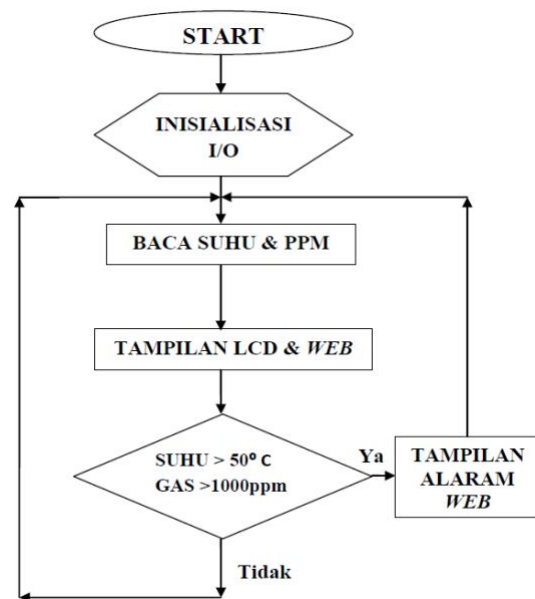 START
INISIALISASI
I/O
BACA SUHU & PPM
TAMPILAN LCD & WEB
SUHU > 50° C
GAS >1000ppm
Ya
TAMPILAN
ALARAM
WEB
Tidak